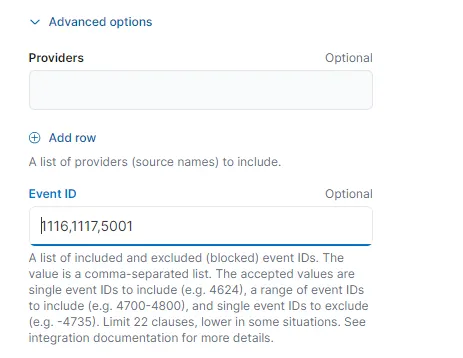 Advanced options
Providers Optional
Add row
A list of providers (source names) to include.
Event ID Optional
1116,1117,5001
A list of included and excluded (blocked) event IDs. The
value is a comma-separated list. The accepted values are
single event IDs to include (e.g. 4624), a range of event IDs
to include (e.g. 4700-4800), and single event IDs to exclude
(e.g. -4735). Limit 22 clauses, lower in some situations. See
integration documentation for more details.